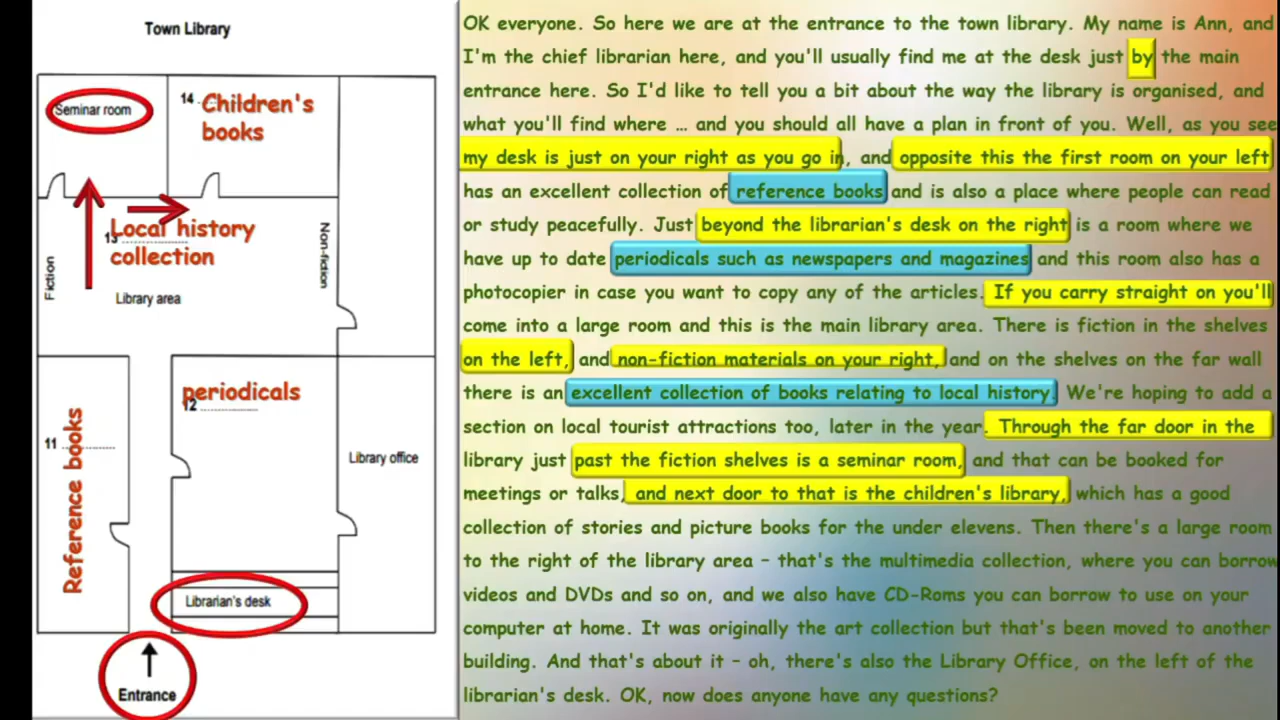 Town Library
Seminar room
14
Children's
books
Local history
13
collection
Fiction
Non-fiction
Library area
periodicals
12
11
Reference books
Library office
Librarian's desk
Entrance
OK everyone. So here we are at the entrance to the town library. My name is Ann, and
I'm the chief librarian here, and you'll usually find me at the desk just by the main
entrance here. So I'd like to tell you a bit about the way the library is organised, and
what you'll find where … and you should all have a plan in front of you. Well, as you see
my desk is just on your right as you go in, and opposite this the first room on your left
has an excellent collection of reference books and is also a place where people can read
or study peacefully. Just beyond the librarian's desk on the right is a room where we
have up to date periodicals such as newspapers and magazines and this room also has a
photocopier in case you want to copy any of the articles. If you carry straight on you'll
come into a large room and this is the main library area. There is fiction in the shelves
on the left, and non-fiction materials on your right, and on the shelves on the far wall
there is an excellent collection of books relating to local history. We're hoping to add a
section on local tourist attractions too, later in the year. Through the far door in the
library just past the fiction shelves is a seminar room, and that can be booked for
meetings or talks, and next door to that is the children's library, which has a good
collection of stories and picture books for the under elevens. Then there's a large room
to the right of the library area – that's the multimedia collection, where you can borrow
videos and DVDs and so on, and we also have CD-Roms you can borrow to use on your
computer at home. It was originally the art collection but that's been moved to another
building. And that's about it – oh, there's also the Library Office, on the left of the
librarian's desk. OK, now does anyone have any questions?